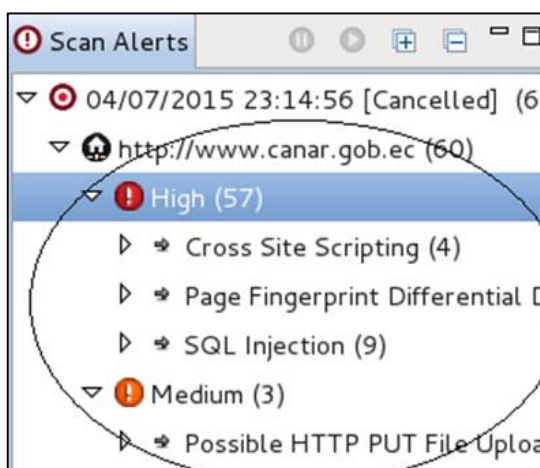 Scan Alerts
04/07/2015 23:14:56 [Cancelled] (6
http://www.canar.gob.ec (60)
High (57)
Cross Site Scripting (4)
Page Fingerprint Differential
SQL Injection (9)
Medium (3)
Possible HTTP PUT File